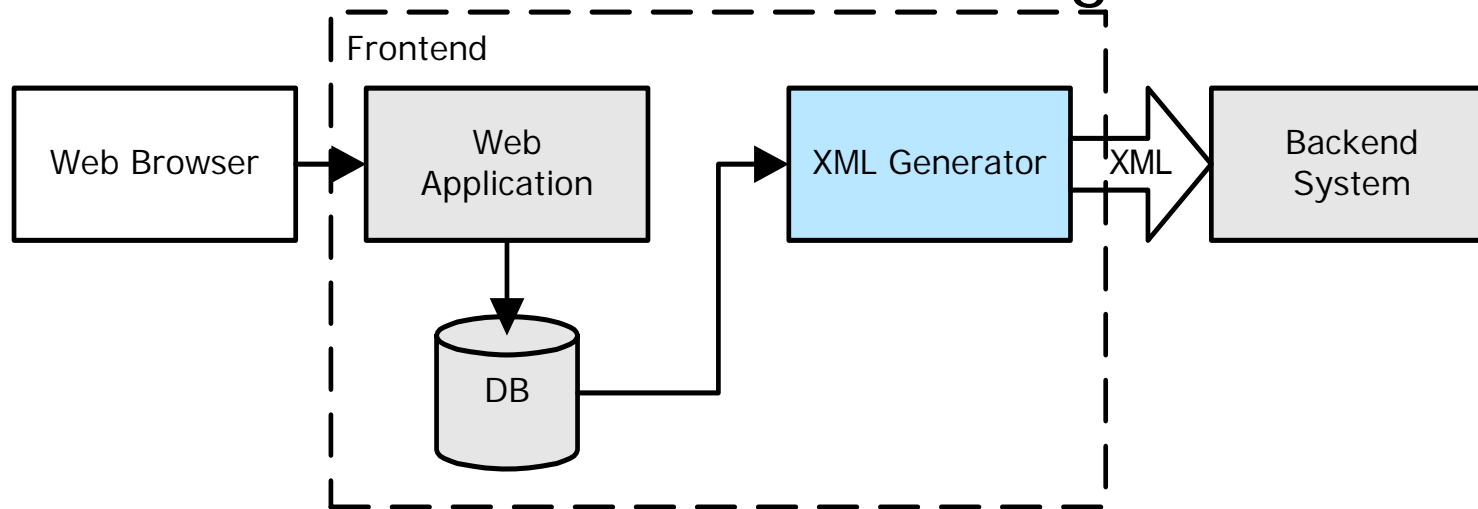 Frontend
Web Browser
Web
Application
XML Generator
XML
Backend
System
DB